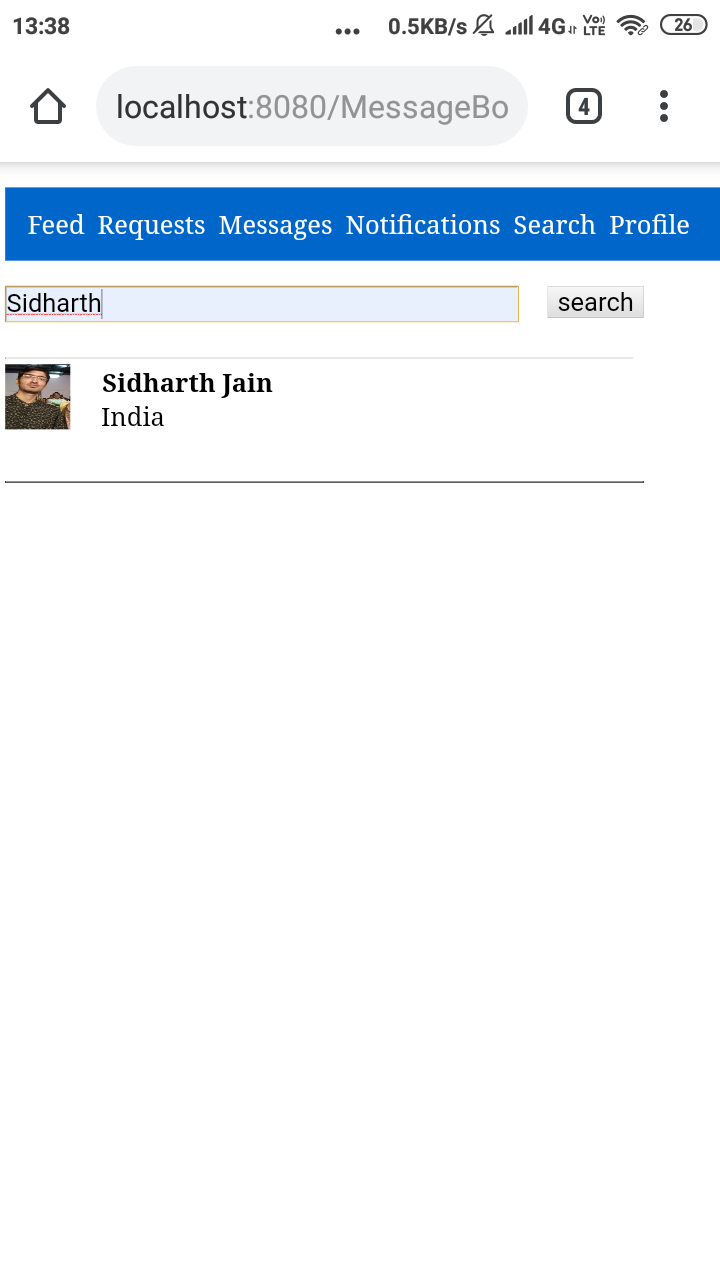 13:38 ... 0.5KB/s 4G Vo) LTE 26
localhost:8080/MessageBo 4
Feed Requests Messages Notifications Search Profile
Sidharth search
Sidharth Jain
India